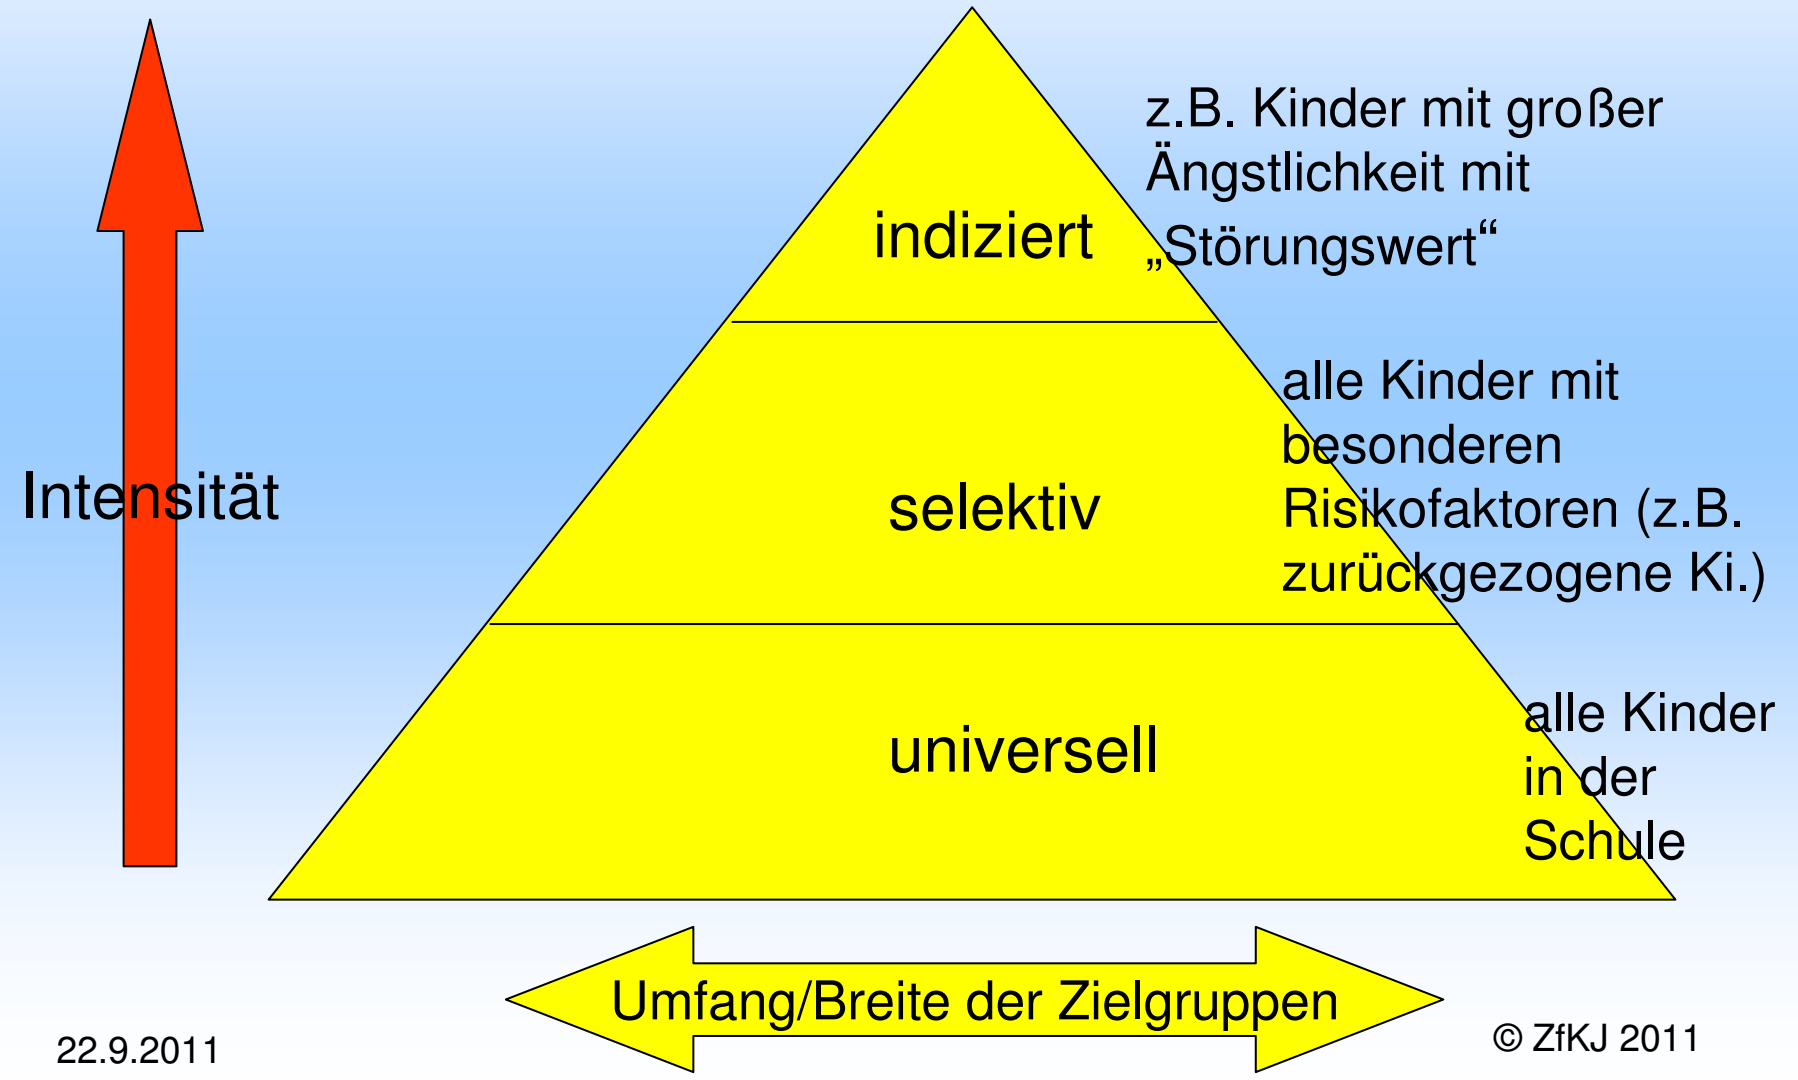 z.B. Kinder mit großer
Ängstlichkeit mit
„Störungswert“
indiziert
alle Kinder mit
besonderen
Risikofaktoren (z.B.
zurückgezogene Ki.)
Intensität
selektiv
alle Kinder
in der
Schule
universell
Umfang/Breite der Zielgruppen
22.9.2011
© ZfKJ 2011